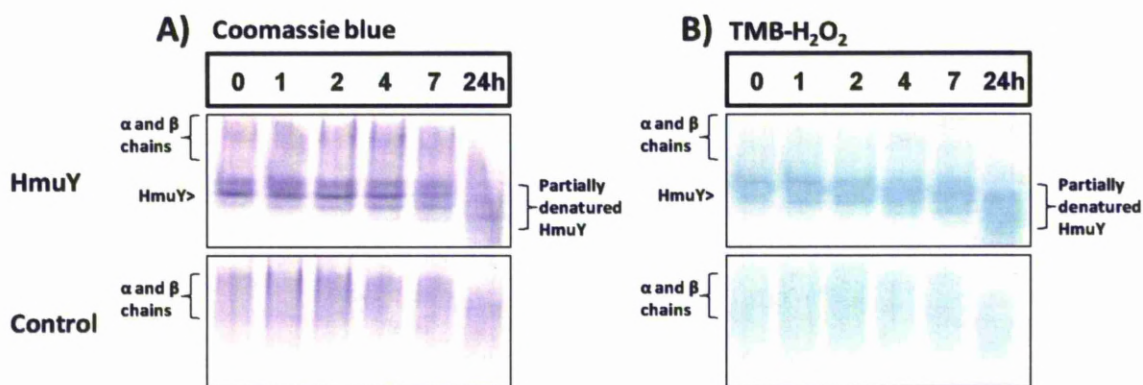 A) Coomassie blue
0 1 2 4 7 24h
α and β
chains
HmuY
HmuY>
Partially
denatured
HmuY
α and β
chains
Control
B) TMB-H₂O₂
0 1 2 4 7 24h
α and β
chains
HmuY>
Partially
denatured
HmuY
α and β
chains